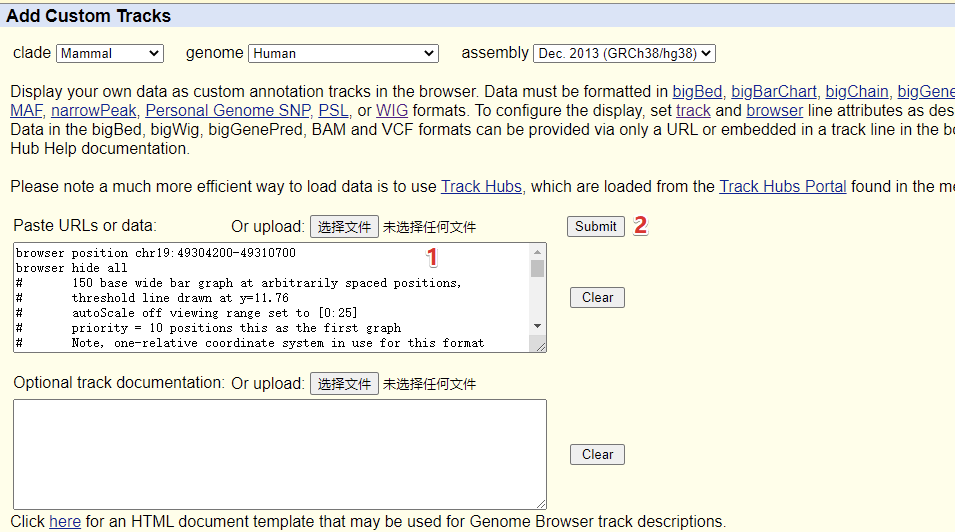 Add Custom Tracks
clade Mammal genome Human assembly Dec. 2013 (GRCh38/hg38)
Display your own data as custom annotation tracks in the browser. Data must be formatted in bigBed, bigBarChart, bigChain, bigGene
MAF, narrowPeak, Personal Genome SNP, PSL, or WIG formats. To configure the display, set track and browser line attributes as des
Data in the bigBed, bigWig, bigGenePred, BAM and VCF formats can be provided via only a URL or embedded in a track line in the bo
Hub Help documentation.
Please note a much more efficient way to load data is to use Track Hubs, which are loaded from the Track Hubs Portal found in the me
Paste URLs or data: Or upload: 选择文件 未选择任何文件 Submit 2
browser position chr19:49304200-49310700 1
browser hide all
# 150 base wide bar graph at arbitrarily spaced positions,
# threshold line drawn at y=11.76
# autoScale off viewing range set to [0:25]
# priority = 10 positions this as the first graph
# Note, one-relative coordinate system in use for this format
Clear
Optional track documentation: Or upload: 选择文件 未选择任何文件
Clear
Click here for an HTML document template that may be used for Genome Browser track descriptions.